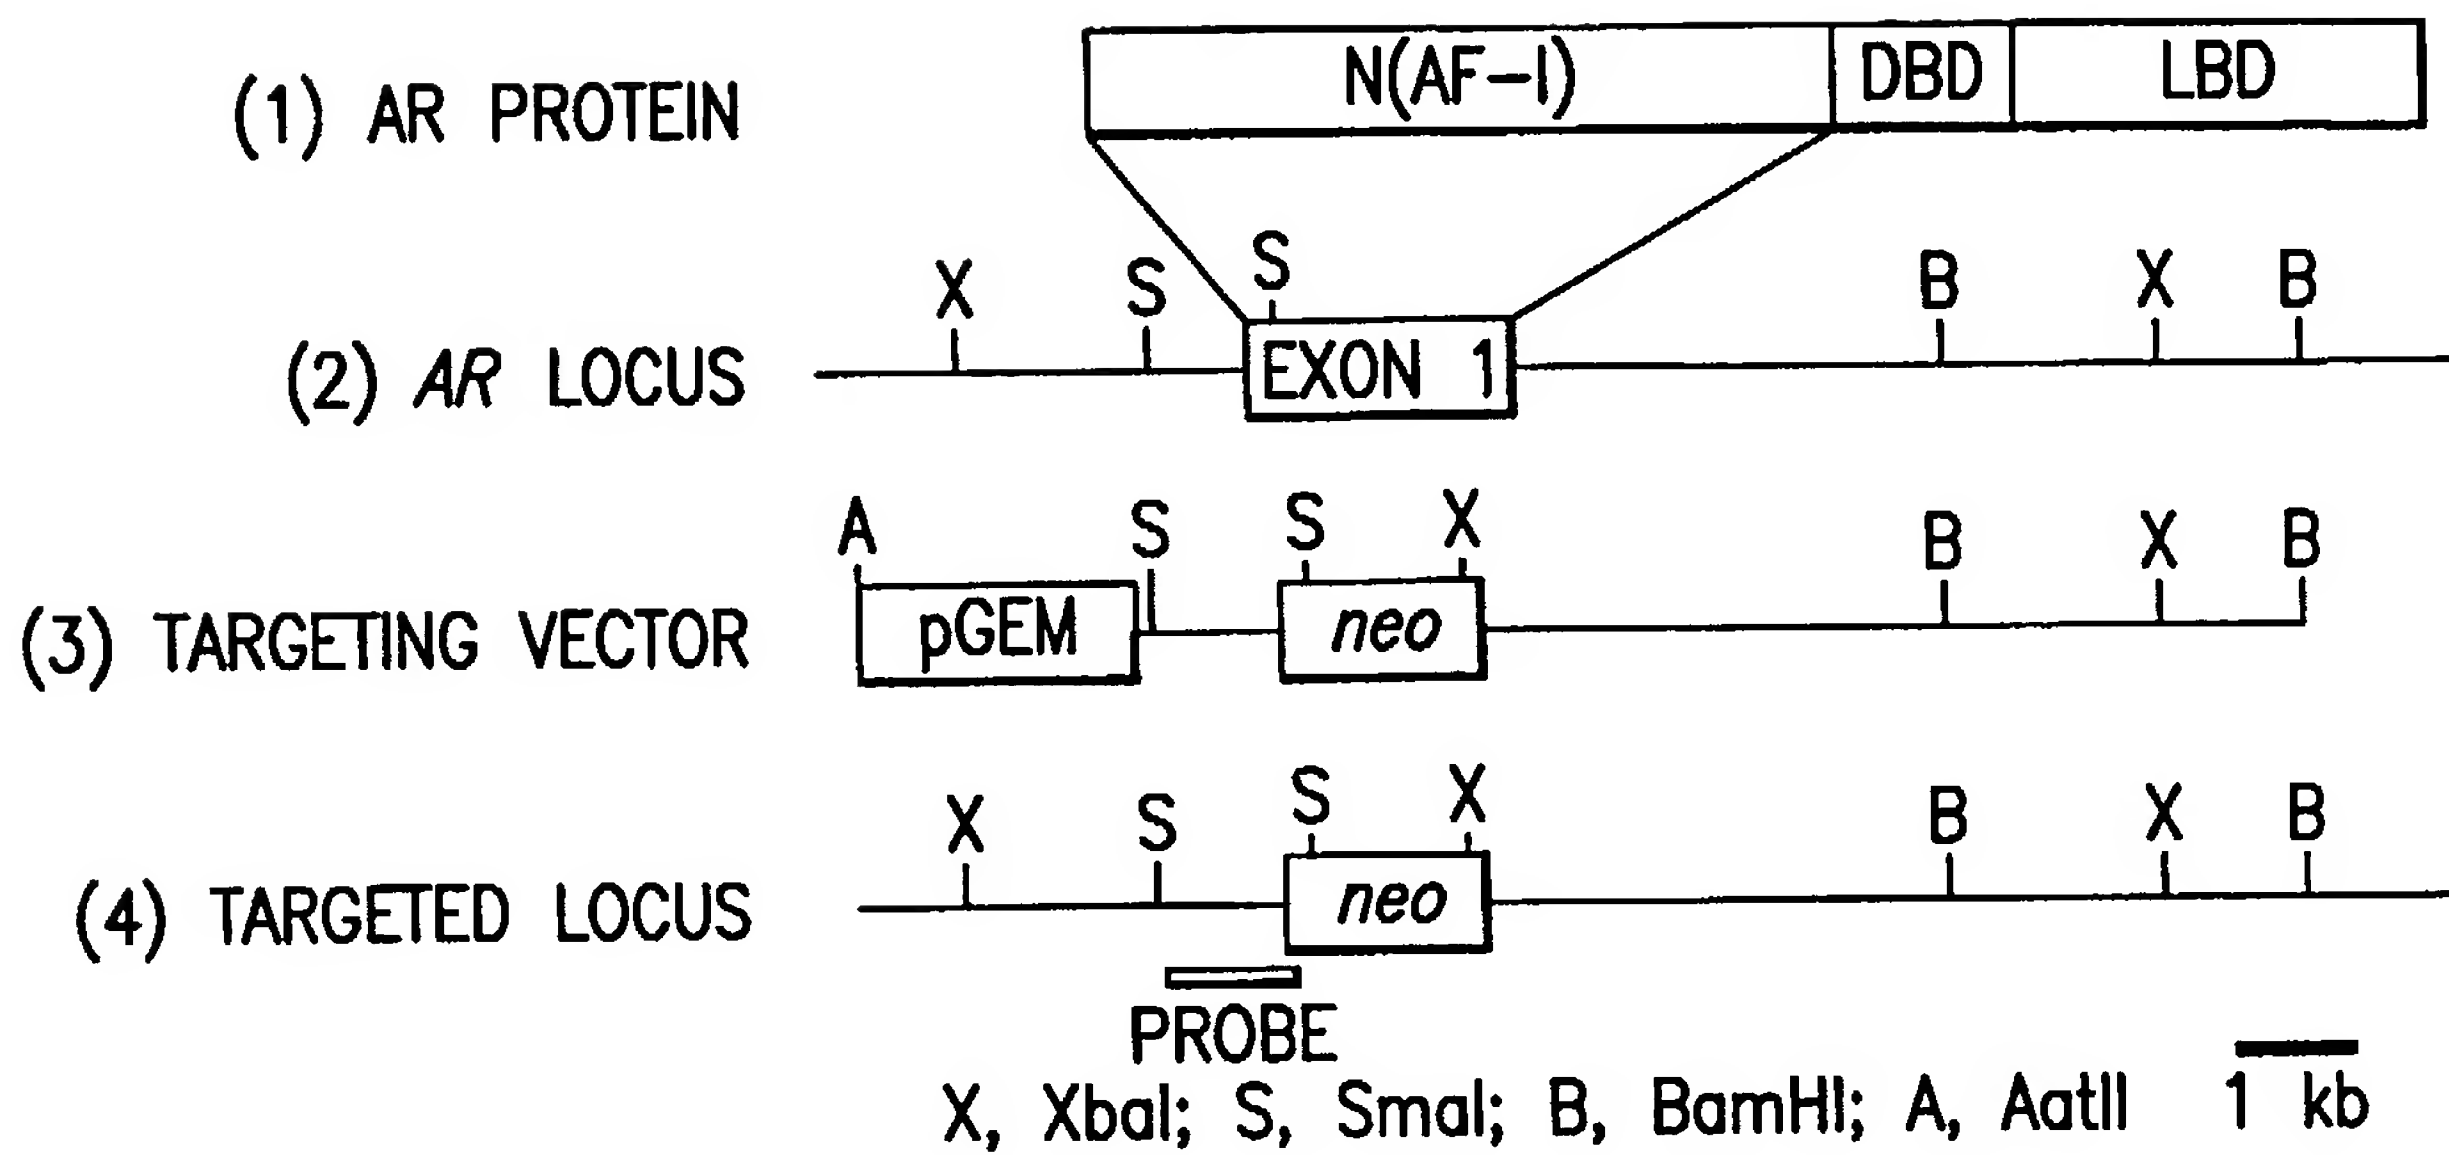 (1) AR PROTEIN N(AF-I) DBD LBD
X S S B X B
(2) AR LOCUS EXON 1
A S S X B X B
(3) TARGETING VECTOR pGEM neo
X S S X B X B
(4) TARGETED LOCUS neo
PROBE
X, XbaI; S, SmaI; B, BamHI; A, AatII 1 kb